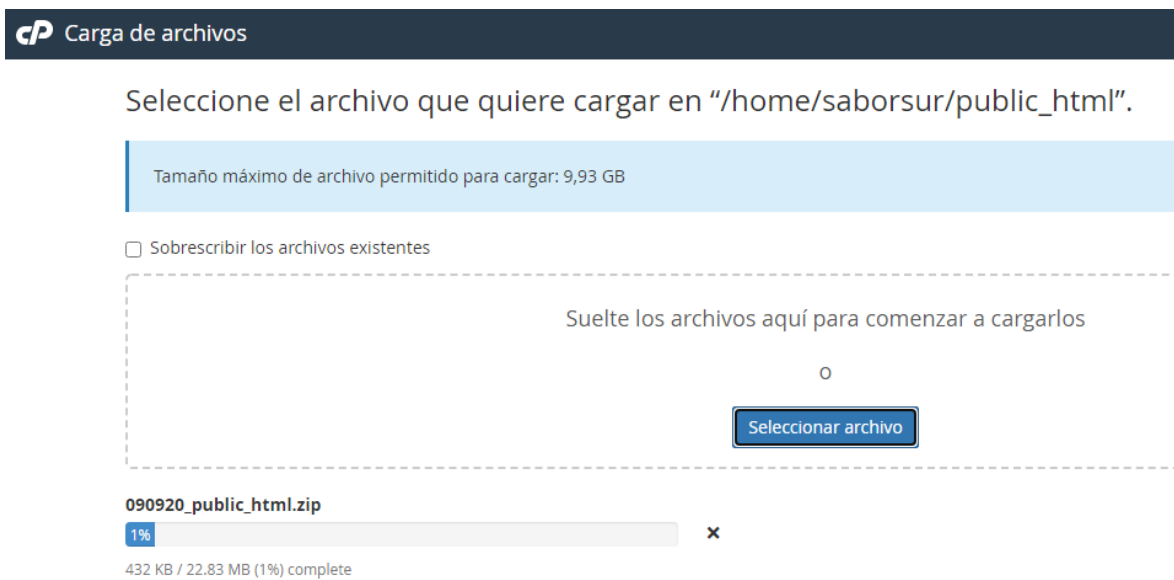 cP Carga de archivos
Seleccione el archivo que quiere cargar en “/home/saborsur/public_html”.
Tamaño máximo de archivo permitido para cargar: 9,93 GB
Sobrescribir los archivos existentes
Suelte los archivos aquí para comenzar a cargarlos
o
Seleccionar archivo
090920_public_html.zip
1%
432 KB / 22.83 MB (1%) complete